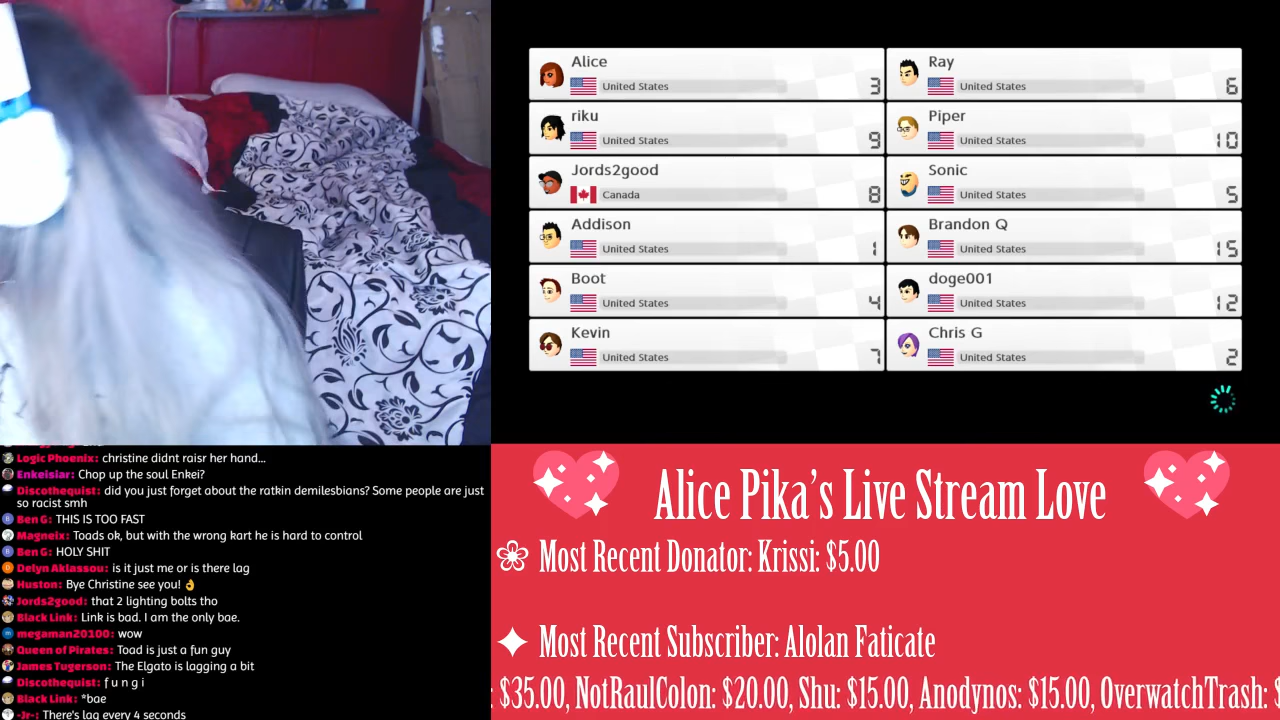 Alice
United States
3
riku
United States
9
Jords2good
Canada
8
Addison
United States
1
Boot
United States
4
Kevin
United States
7
Ray
United States
6
Piper
United States
10
Sonic
United States
5
Brandon Q
United States
15
doge001
United States
12
Chris G
United States
2
Logic Phoenix: christine didnt raisr her hand...
Enkeisiar: Chop up the soul Enkei?
Discothequist: did you just forget about the ratkin demilesbians? Some people are just
so racist smh
Ben G: THIS IS TOO FAST
Magneix: Toads ok, but with the wrong kart he is hard to control
Ben G: HOLY SHIT
Delyn Aklassou: is it just me or is there lag
Huston: Bye Christine see you! 👌
Jords2good: that 2 lighting bolts tho
Black Link: Link is bad. I am the only bae.
megaman20100: wow
Queen of Pirates: Toad is just a fun guy
James Tugerson: The Elgato is lagging a bit
Discothequist: f u n g i
Black Link: *bae
-Jr-: There's lag every 4 seconds
Alice Pika's Live Stream Love
Most Recent Donator: Krissi: $5.00
Most Recent Subscriber: Alolan Faticate
: $35.00, NotRaulColon: $20.00, Shu: $15.00, Anodynos: $15.00, OverwatchTrash: $